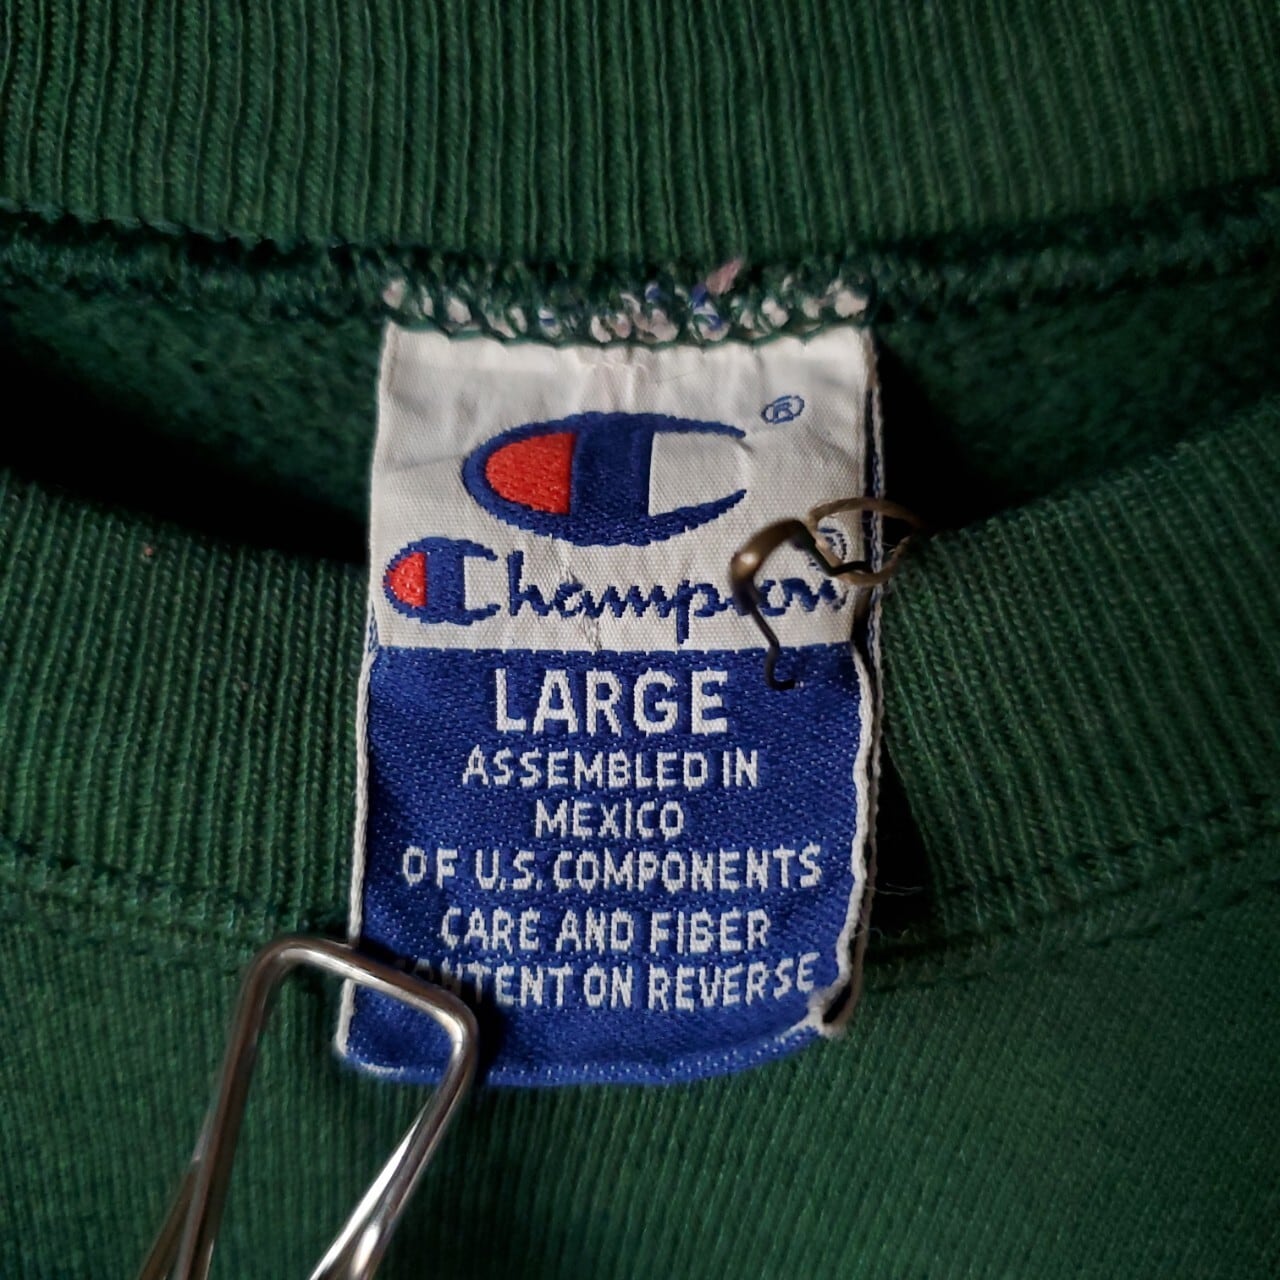 ®
Champion®
LARGE
ASSEMBLED IN
MEXICO
OF U.S. COMPONENTS
CARE AND FIBER
CONTENT ON REVERSE